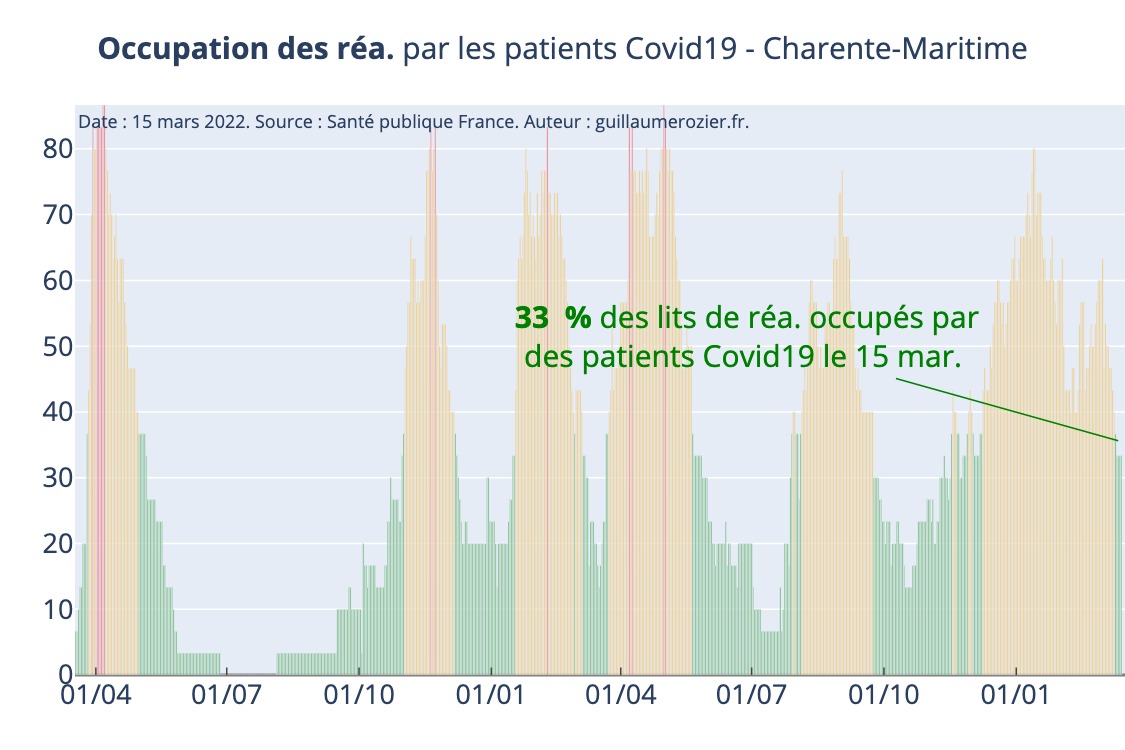 Occupation des réa. par les patients Covid19 - Charente-Maritime
Date : 15 mars 2022. Source : Santé publique France. Auteur : guillaumerozier.fr.
80
70
60
50
40
30
20
10
0
33 % des lits de réa. occupés par
des patients Covid19 le 15 mar.
01/04 01/07 01/10 01/01 01/04 01/07 01/10 01/01